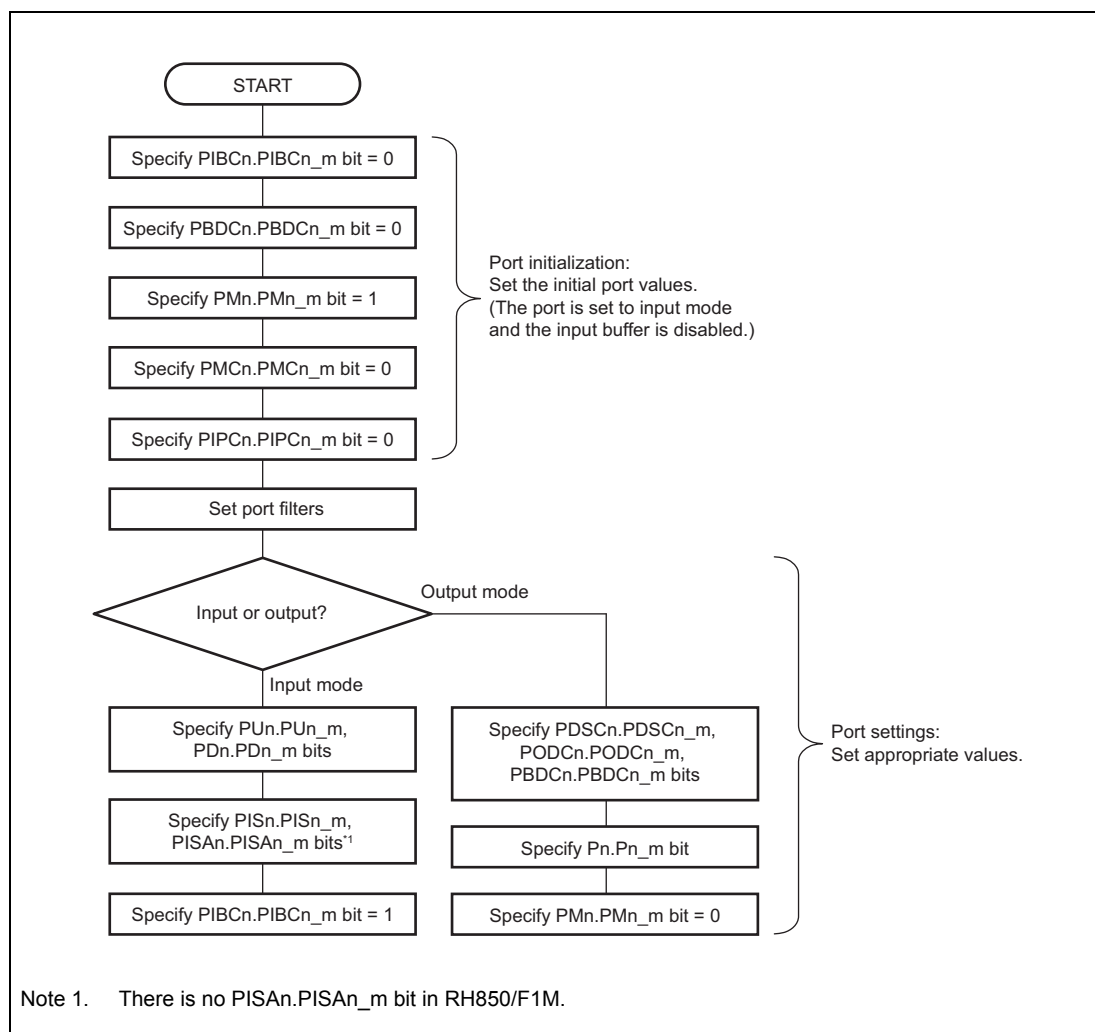 START
Specify PIBCn.PIBCn_m bit = 0
Specify PBDCn.PBDCn_m bit = 0
Specify PMn.PMn_m bit = 1
Specify PMCn.PMCn_m bit = 0
Specify PIPCn.PIPCn_m bit = 0
Port initialization:
Set the initial port values.
(The port is set to input mode
and the input buffer is disabled.)
Set port filters
Input or output?
Output mode
Input mode
Specify PUn.PUn_m,
PDn.PDn_m bits
Specify PISn.PISn_m,
PISAn.PISAn_m bits*1
Specify PIBCn.PIBCn_m bit = 1
Specify PDSCn.PDSCn_m,
PODCn.PODCn_m,
PBDCn.PBDCn_m bits
Specify Pn.Pn_m bit
Specify PMn.PMn_m bit = 0
Port settings:
Set appropriate values.
Note 1. There is no PISAn.PISAn_m bit in RH850/F1M.